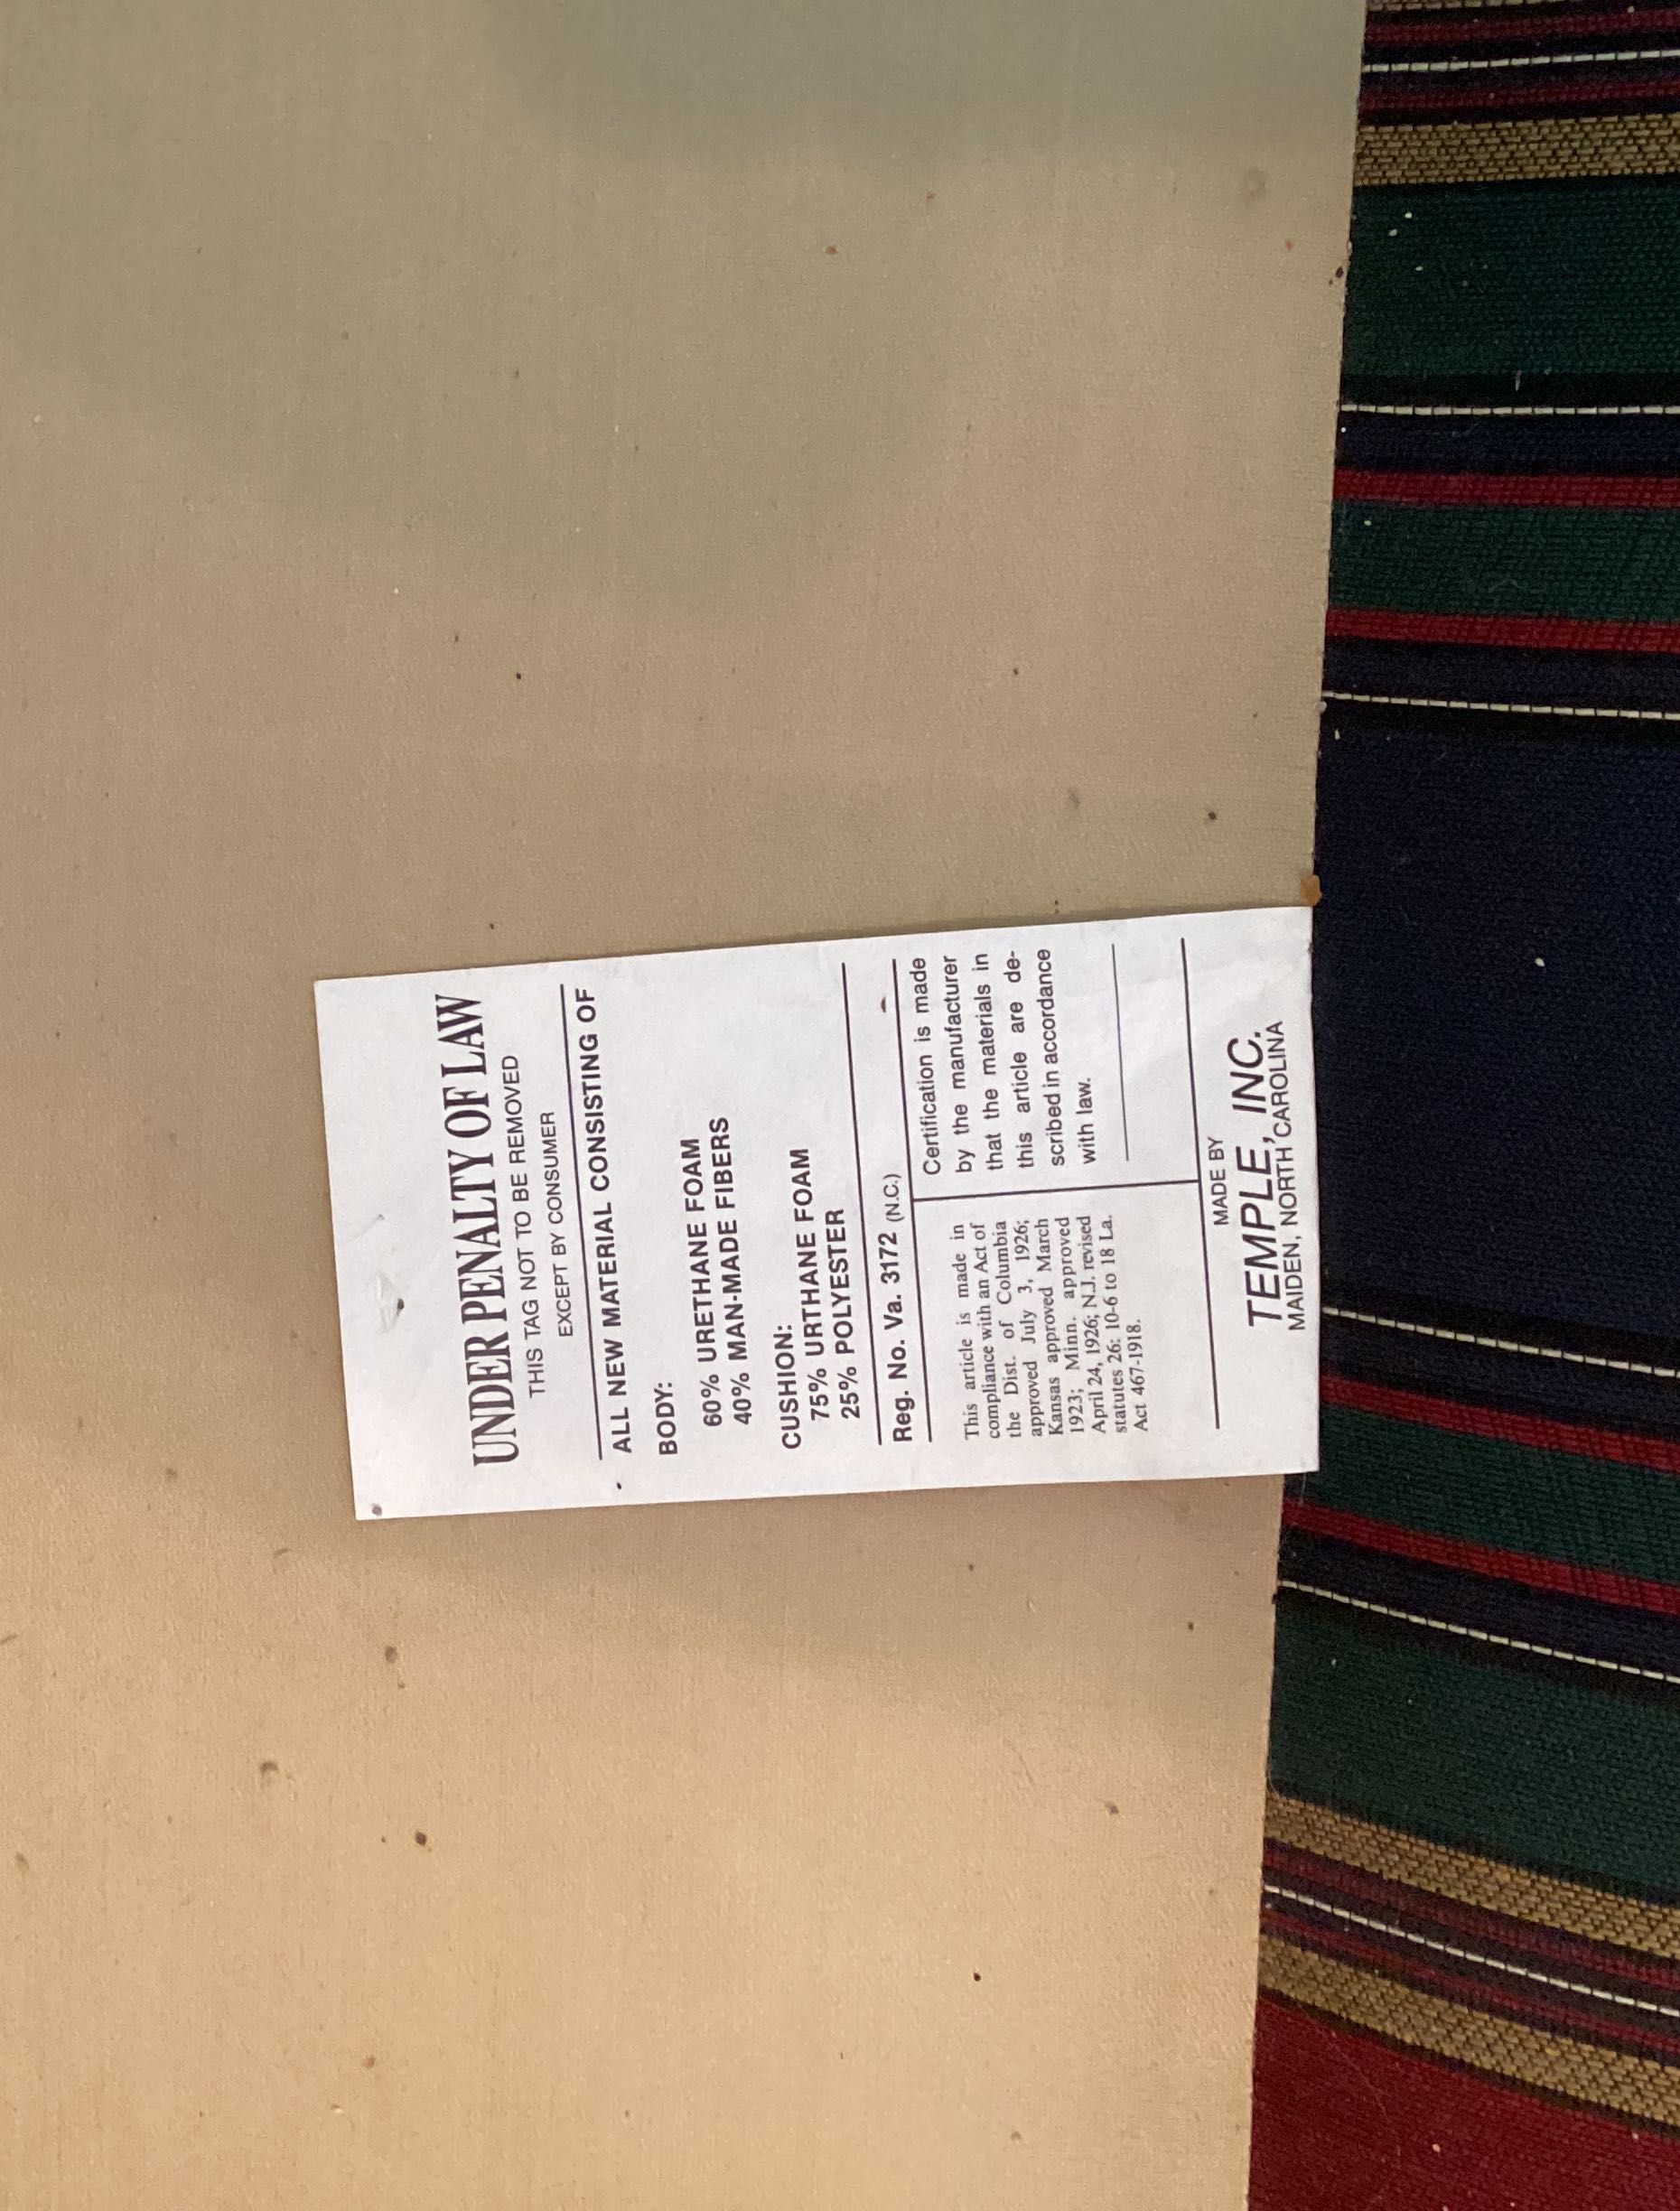 UNDER PENALTY OF LAW
THIS TAG NOT TO BE REMOVED
EXCEPT BY CONSUMER
ALL NEW MATERIAL CONSISTING OF
BODY:
60% URETHANE FOAM
40% MAN-MADE FIBERS
CUSHION:
75% URTHANE FOAM
25% POLYESTER
Reg. No. Va. 3172 (N.C.)
This article is made in
compliance with an Act of
the Dist. of Columbia
approved July 3, 1926;
Kansas approved March
1923; Minn. approved
April 24, 1926; N.J. revised
statutes 26: 10-6 to 18 La.
Act 467-1918.
Certification is made
by the manufacturer
that the materials in
this article are de-
scribed in accordance
with law.
MADE BY
TEMPLE, INC.
MAIDEN, NORTH CAROLINA